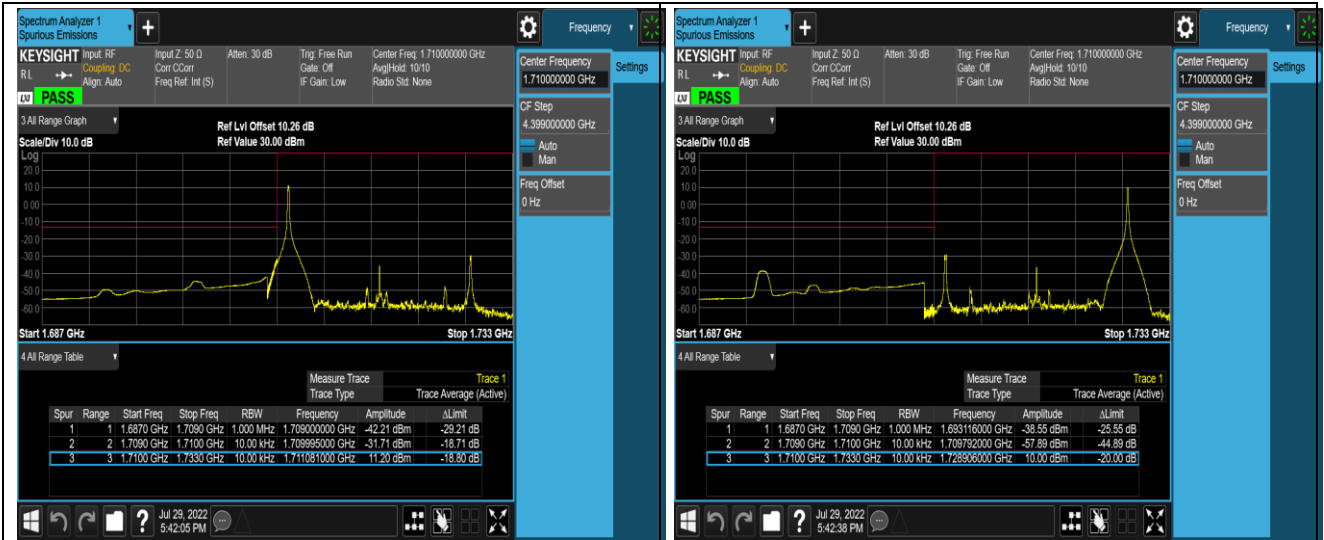 Spectrum Analyzer 1
Spurious Emissions
+
Frequency
KEYSIGHT
RL
Input: RF
Coupling: DC
Align: Auto
Input Z: 50 Ω
Corr CCorr
Freq Ref: Int (S)
Atten: 30 dB
Trig: Free Run
Gate: Off
IF Gain: Low
Center Freq: 1.710000000 GHz
Avg|Hold: 10/10
Radio Std: None
PASS
Center Frequency
1.710000000 GHz
Settings
CF Step
4.399000000 GHz
Auto
Man
Freq Offset
0 Hz
3 All Range Graph
Ref Lvl Offset 10.26 dB
Scale/Div 10.0 dB
Ref Value 30.00 dBm
Log
20.0
10.0
0.00
-10.0
-20.0
-30.0
-40.0
-50.0
-60.0
Start 1.687 GHz
Stop 1.733 GHz
4 All Range Table
Measure Trace Trace 1
Trace Type Trace Average (Active)
Spur Range Start Freq Stop Freq RBW Frequency Amplitude ΔLimit
1 1 1.6870 GHz 1.7090 GHz 1.000 MHz 1.709000000 GHz -42.21 dBm -29.21 dB
2 2 1.7090 GHz 1.7100 GHz 10.00 kHz 1.709995000 GHz -31.71 dBm -18.71 dB
3 3 1.7100 GHz 1.7330 GHz 10.00 kHz 1.711081000 GHz 11.20 dBm -18.80 dB
?
Jul 29, 2022
5:42:05 PM
Spectrum Analyzer 1
Spurious Emissions
+
Frequency
KEYSIGHT
RL
Input: RF
Coupling: DC
Align: Auto
Input Z: 50 Ω
Corr CCorr
Freq Ref: Int (S)
Atten: 30 dB
Trig: Free Run
Gate: Off
IF Gain: Low
Center Freq: 1.710000000 GHz
Avg|Hold: 10/10
Radio Std: None
PASS
Center Frequency
1.710000000 GHz
Settings
CF Step
4.399000000 GHz
Auto
Man
Freq Offset
0 Hz
3 All Range Graph
Ref Lvl Offset 10.26 dB
Scale/Div 10.0 dB
Ref Value 30.00 dBm
Log
20.0
10.0
0.00
-10.0
-20.0
-30.0
-40.0
-50.0
-60.0
Start 1.687 GHz
Stop 1.733 GHz
4 All Range Table
Measure Trace Trace 1
Trace Type Trace Average (Active)
Spur Range Start Freq Stop Freq RBW Frequency Amplitude ΔLimit
1 1 1.6870 GHz 1.7090 GHz 1.000 MHz 1.693116000 GHz -38.55 dBm -25.55 dB
2 2 1.7090 GHz 1.7100 GHz 10.00 kHz 1.709792000 GHz -57.89 dBm -44.89 dB
3 3 1.7100 GHz 1.7330 GHz 10.00 kHz 1.728906000 GHz 10.00 dBm -20.00 dB
?
Jul 29, 2022
5:42:38 PM